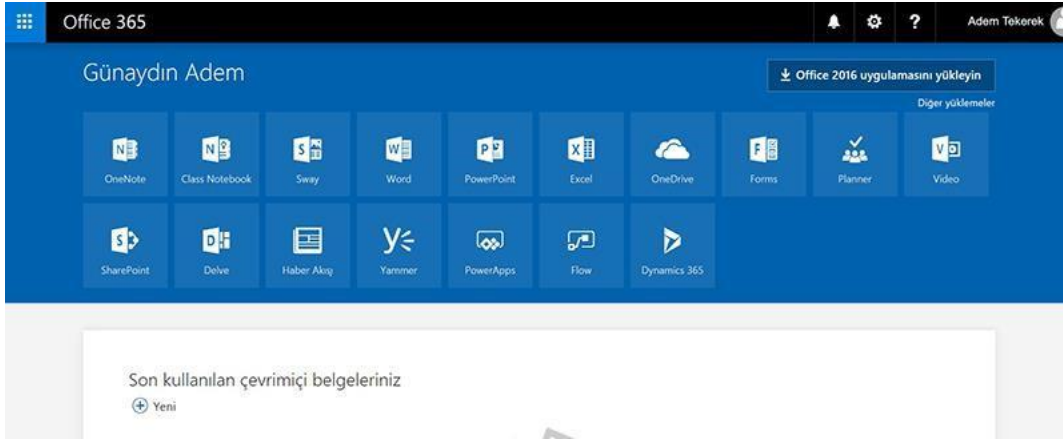 Office 365
?
Adem Tekerek
Günaydın Adem
Office 2016 uygulamasını yükleyin
Diğer yüklemeler
N
OneNote
N
Class Notebook
S
Sway
W
Word
P
PowerPoint
X
Excel
OneDrive
F
Forms
Planner
V
Video
S
SharePoint
D
Delve
Haber Akışı
y
Yammer
PowerApps
Flow
Dynamics 365
Son kullanılan çevrimiçi belgeleriniz
Yeni